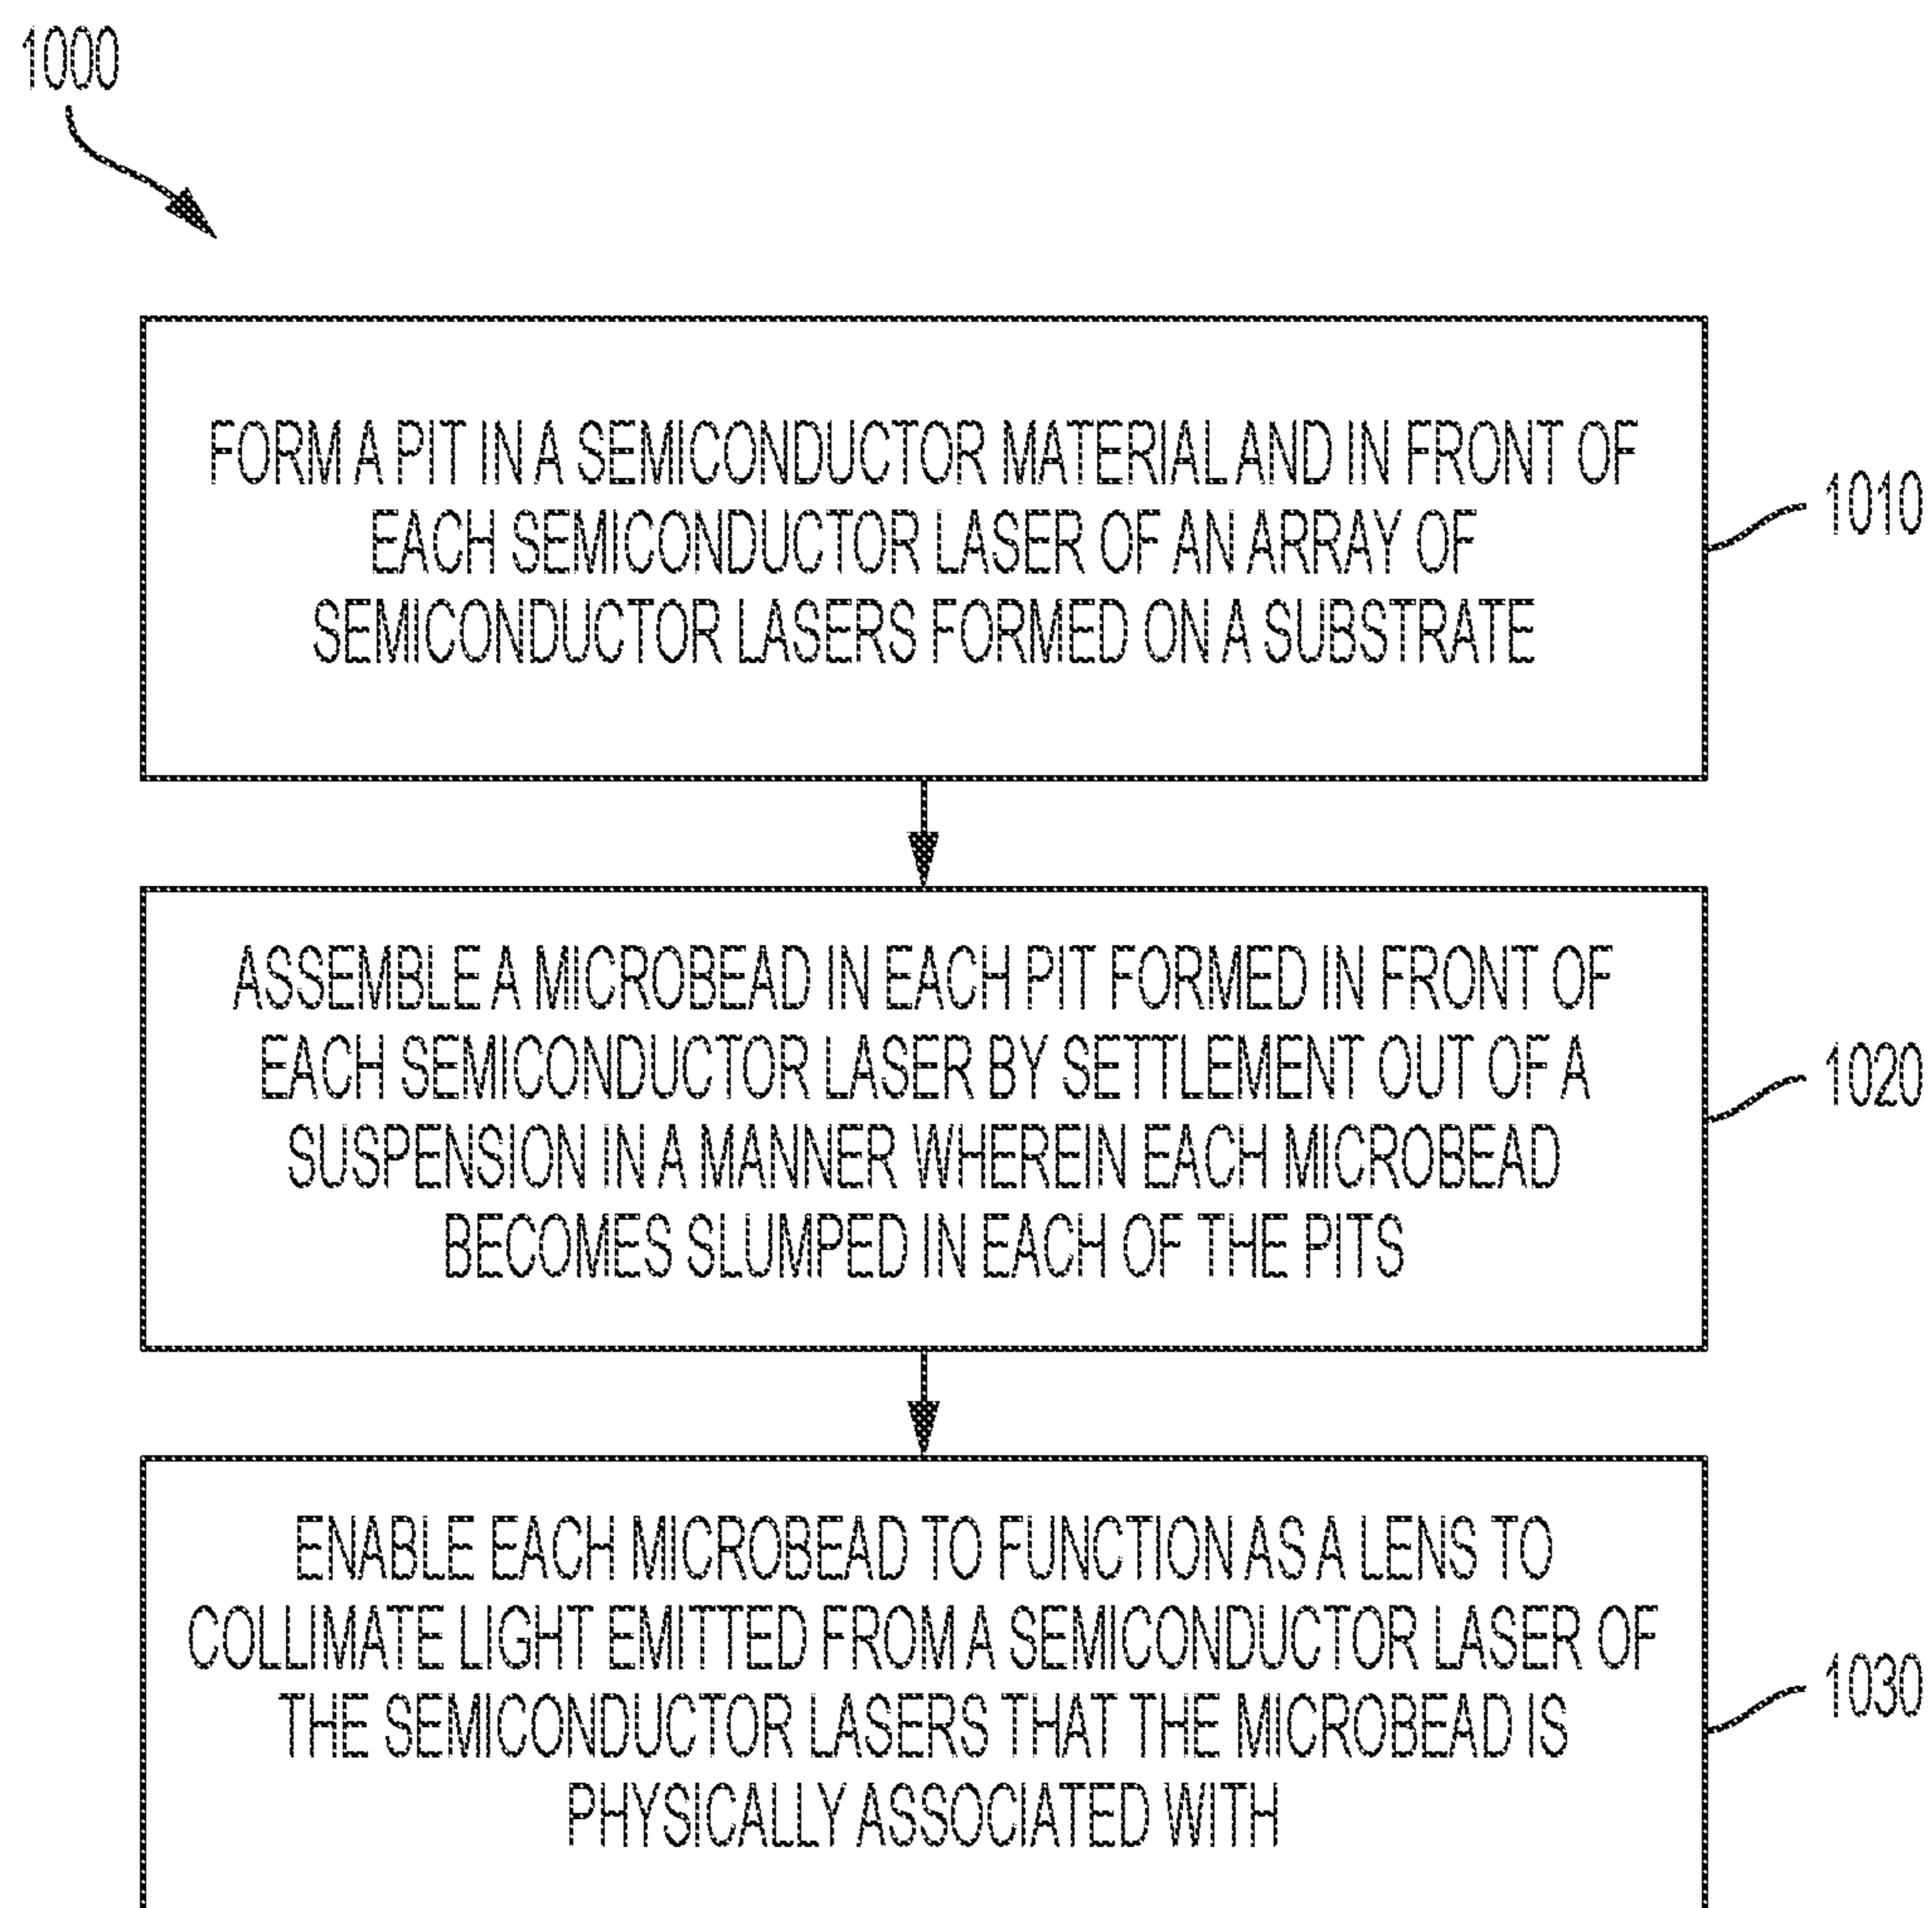 1000
FORM A PIT IN A SEMICONDUCTOR MATERIAL AND IN FRONT OF
EACH SEMICONDUCTOR LASER OF AN ARRAY OF
SEMICONDUCTOR LASERS FORMED ON A SUBSTRATE
1010
ASSEMBLE A MICROBEAD IN EACH PIT FORMED IN FRONT OF
EACH SEMICONDUCTOR LASER BY SETTLEMENT OUT OF A
SUSPENSION IN A MANNER WHEREIN EACH MICROBEAD
BECOMES SLUMPED IN EACH OF THE PITS
1020
ENABLE EACH MICROBEAD TO FUNCTION AS A LENS TO
COLLIMATE LIGHT EMITTED FROM A SEMICONDUCTOR LASER OF
THE SEMICONDUCTOR LASERS THAT THE MICROBEAD IS
PHYSICALLY ASSOCIATED WITH
1030